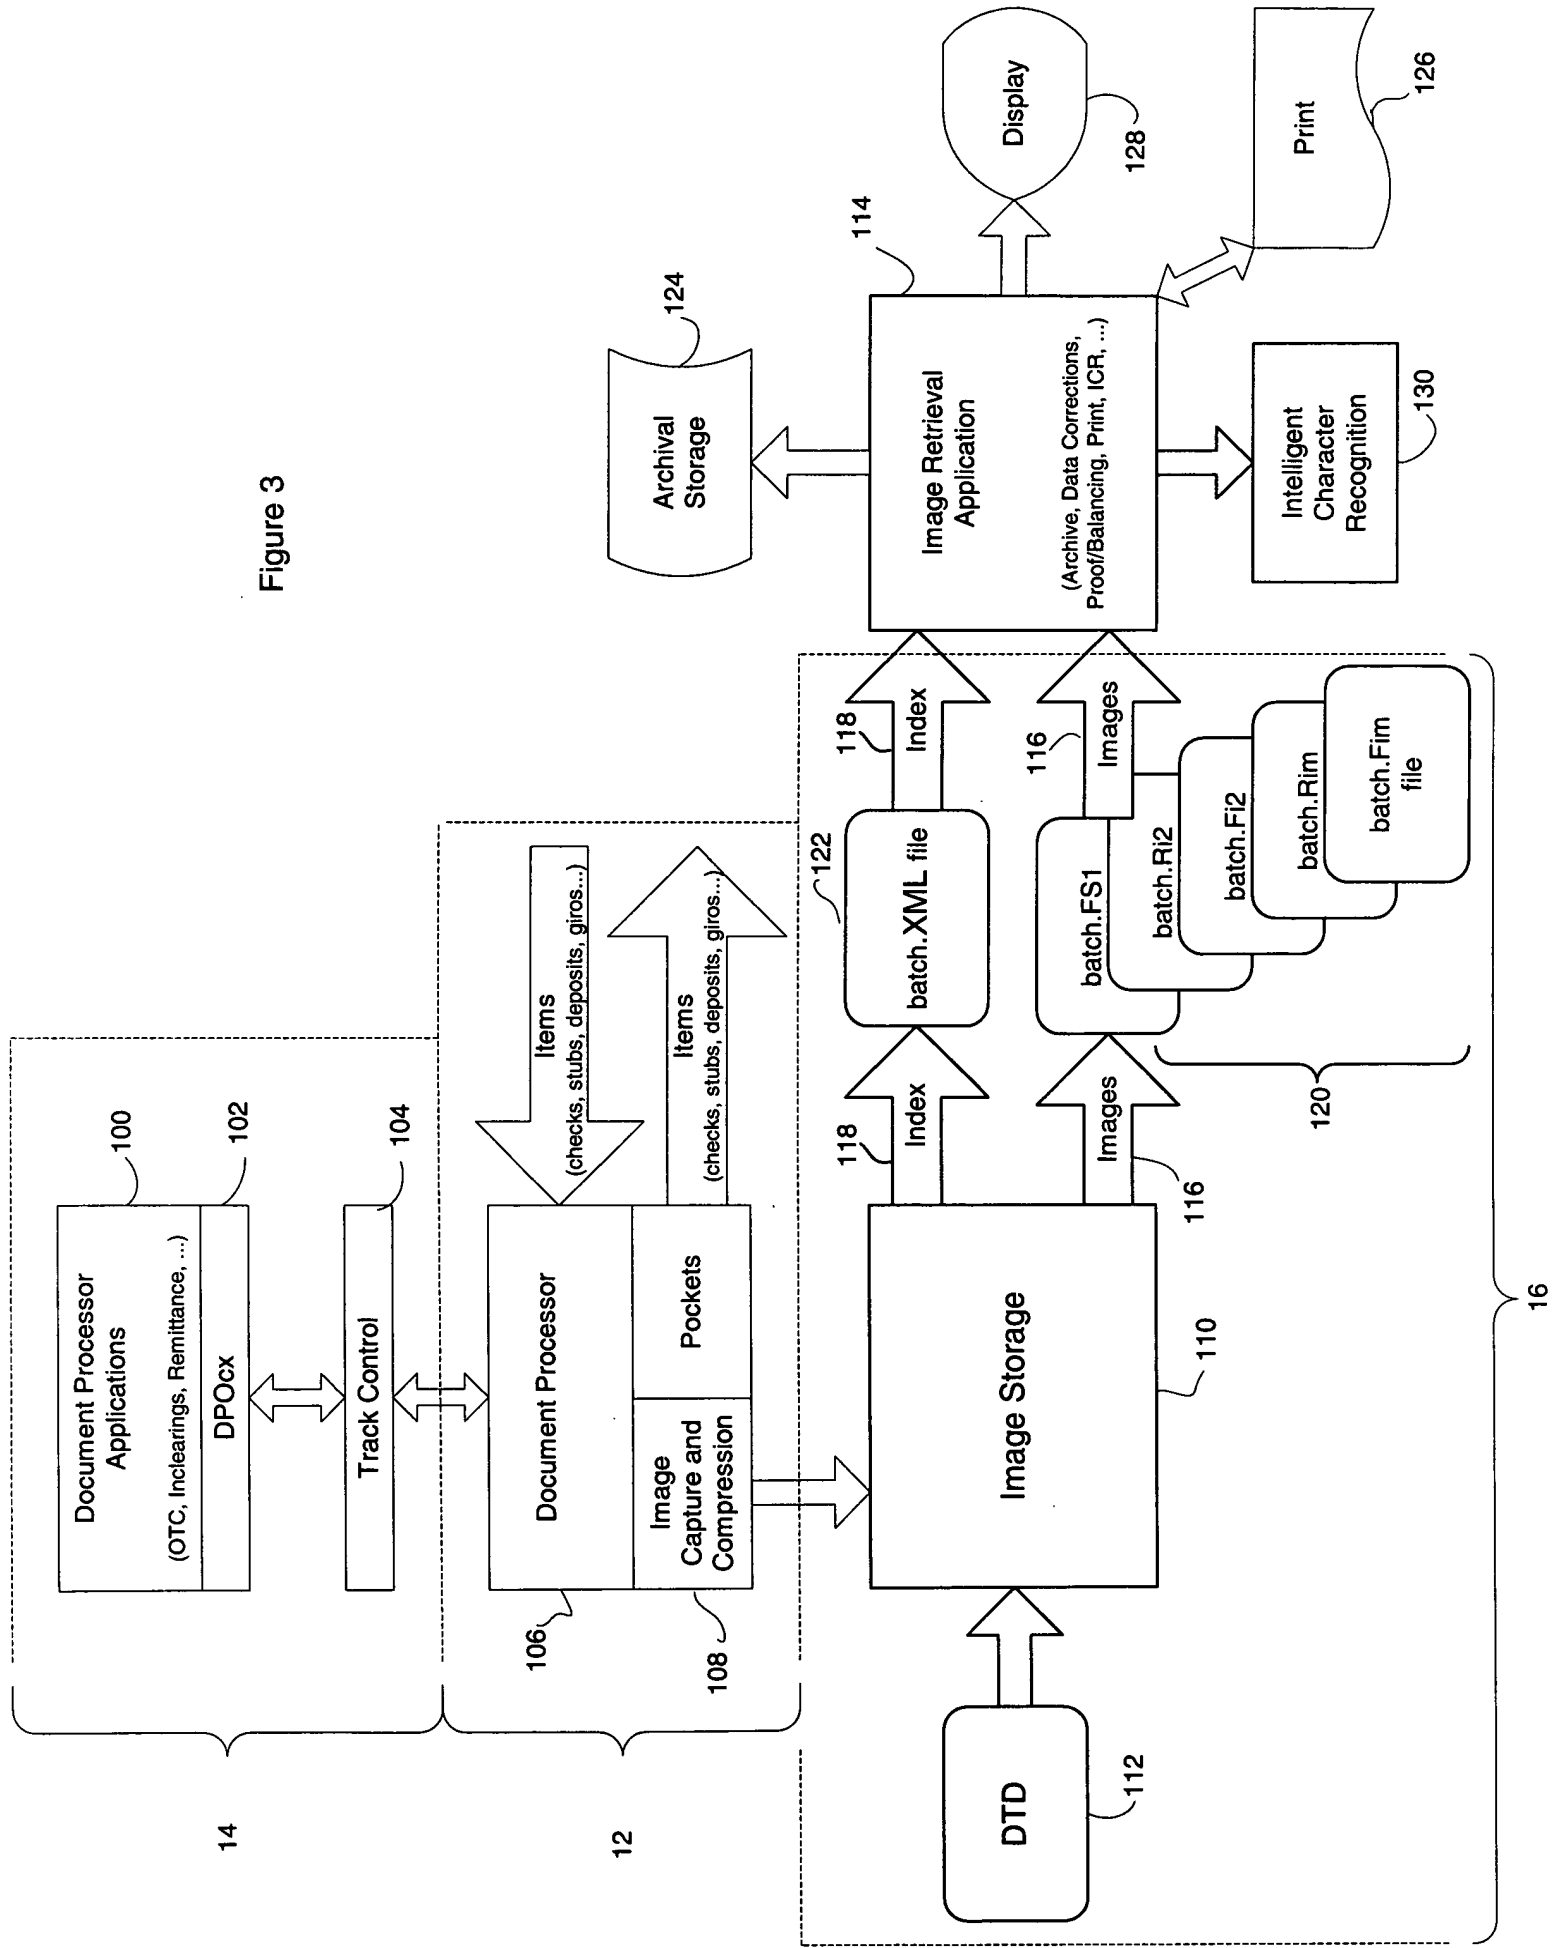 Figure 3
14
Document Processor
Applications
(OTC, Inclearings, Remittance, ...)
100
DPOcx
102
Track Control
104
12
106
Document Processor
Items
(checks, stubs, deposits, giros...)
108
Image
Capture and
Compression
Pockets
Items
(checks, stubs, deposits, giros...)
DTD
112
Image Storage
110
118
Index
Images
116
122
batch.XML file
batch.FS1
batch.Ri2
batch.Fi2
batch.Rim
batch.Fim
file
120
118
Index
116
Images
114
Image Retrieval
Application
(Archive, Data Corrections,
Proof/Balancing, Print, ICR, ...)
Archival
Storage
124
Display
128
Print
126
Intelligent
Character
Recognition
130
16